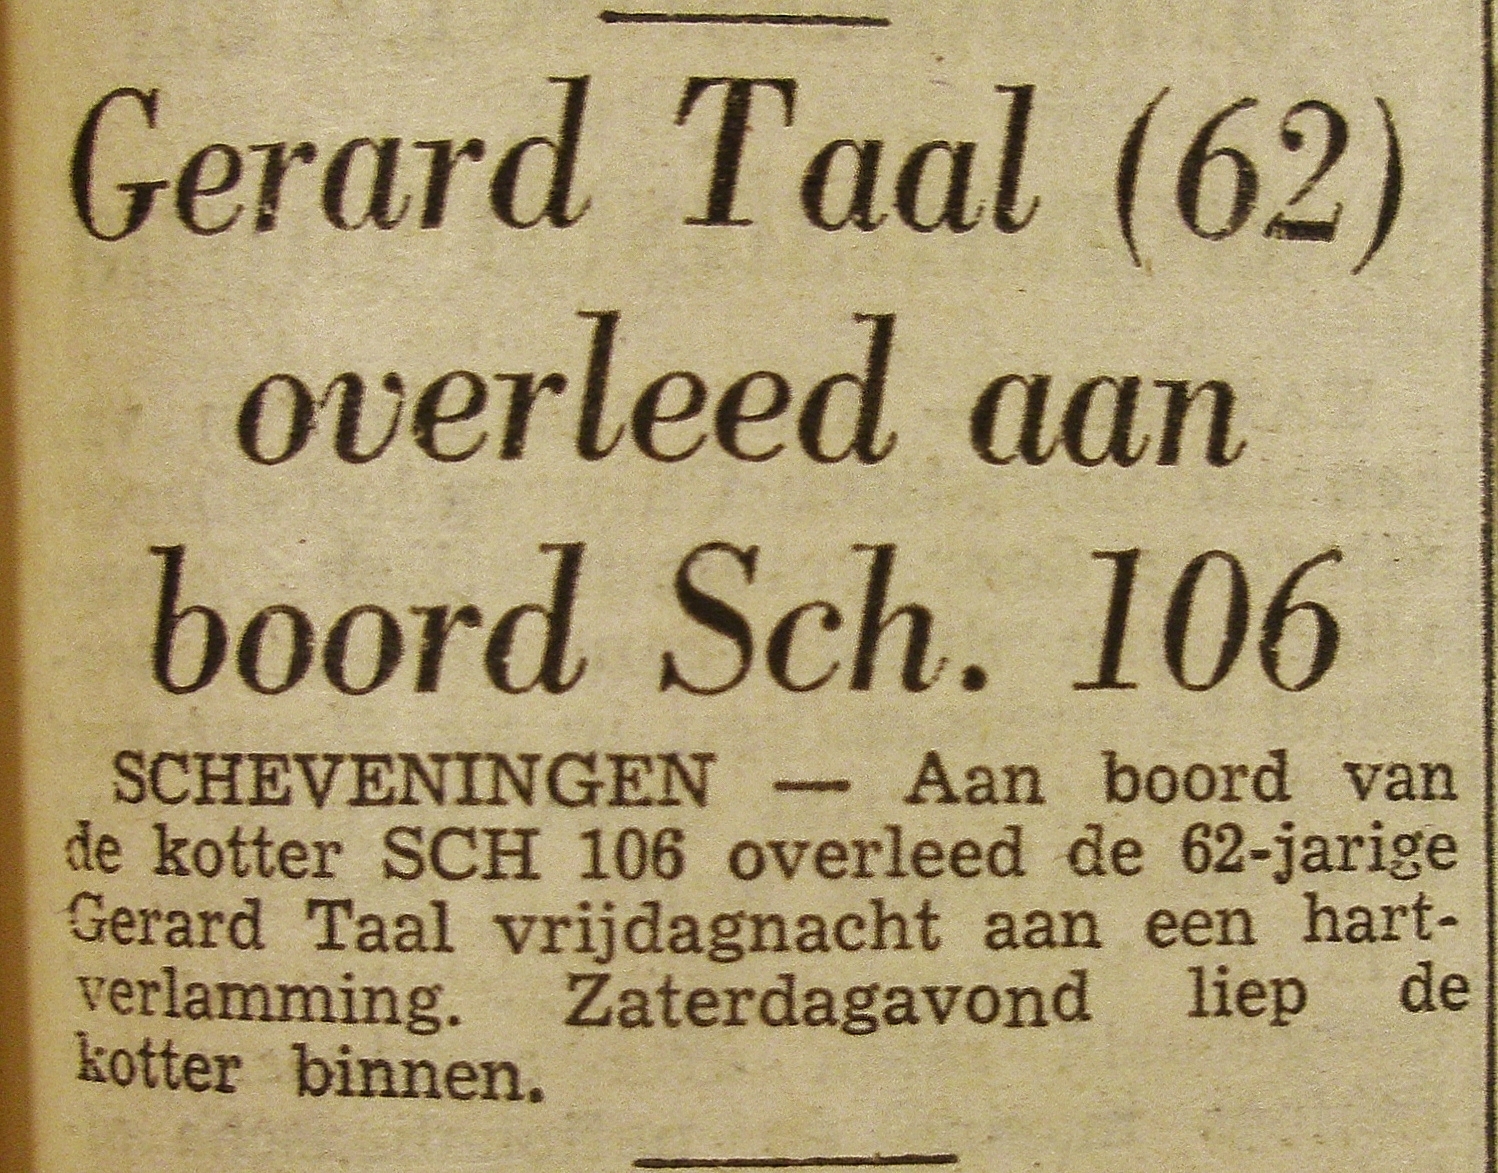 Gerard Taal (62)
overleed aan
boord Sch. 106
SCHEVENINGEN — Aan boord van
de kotter SCH 106 overleed de 62-jarige
Gerard Taal vrijdagnacht aan een hart-
verlamming. Zaterdagavond liep de
kotter binnen.